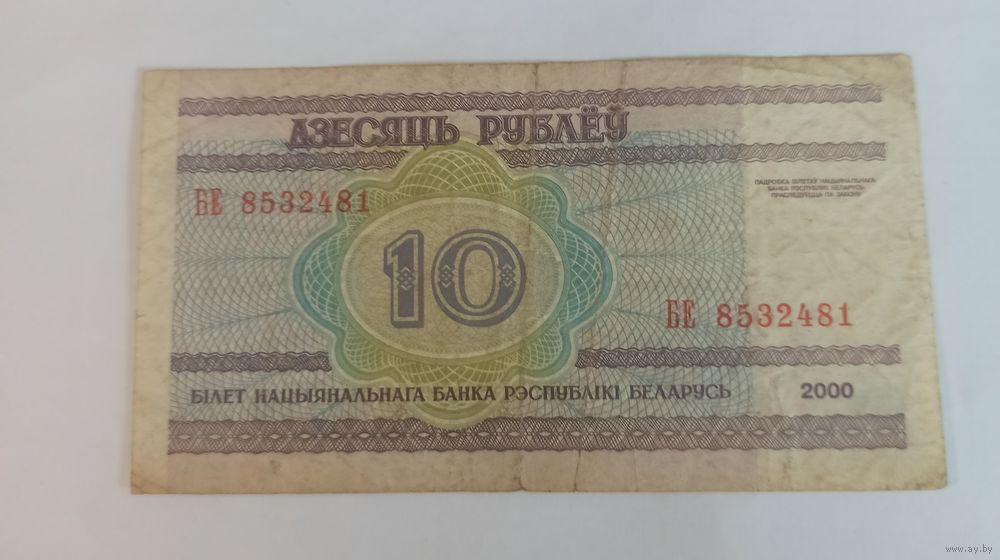 ДЗЕСЯЦЬ РУБЛЁЎ
ПАДРОБКА БІЛЕТАЎ НАЦЫЯНАЛЬНАГА
БАНКА РЭСПУБЛІКІ БЕЛАРУСЬ
ПРАСЛЕДУЕЦЦА ПА ЗАКОНУ
БЕ 8532481
10
БЕ 8532481
БІЛЕТ НАЦЫЯНАЛЬНАГА БАНКА РЭСПУБЛІКІ БЕЛАРУСЬ 2000
www.ay.by